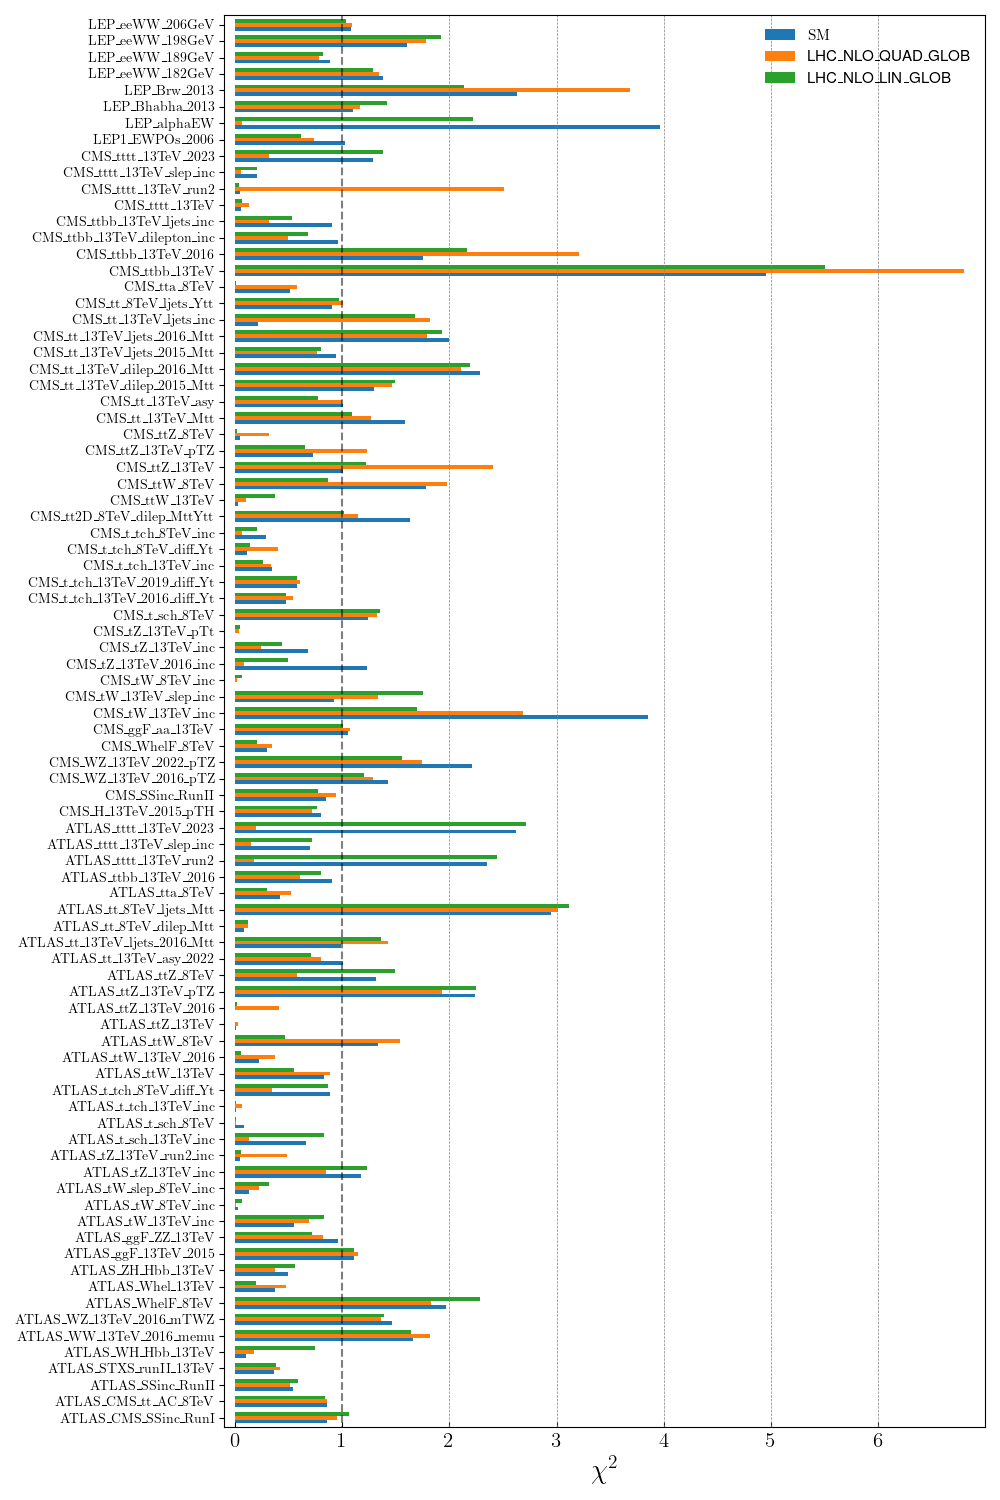 LEP_eeWW_206GeV
LEP_eeWW_198GeV
LEP_eeWW_189GeV
LEP_eeWW_182GeV
LEP_Brw_2013
LEP_Bhabha_2013
LEP_alphaEW
LEP1_EWPOs_2006
CMS_tttt_13TeV_2023
CMS_tttt_13TeV_slep_inc
CMS_tttt_13TeV_run2
CMS_tttt_13TeV
CMS_ttbb_13TeV_ljets_inc
CMS_ttbb_13TeV_dilepton_inc
CMS_ttbb_13TeV_2016
CMS_ttbb_13TeV
CMS_tta_8TeV
CMS_tt_8TeV_ljets_Ytt
CMS_tt_13TeV_ljets_inc
CMS_tt_13TeV_ljets_2016_Mtt
CMS_tt_13TeV_ljets_2015_Mtt
CMS_tt_13TeV_dilep_2016_Mtt
CMS_tt_13TeV_dilep_2015_Mtt
CMS_tt_13TeV_asy
CMS_tt_13TeV_Mtt
CMS_ttZ_8TeV
CMS_ttZ_13TeV_pTZ
CMS_ttZ_13TeV
CMS_ttW_8TeV
CMS_ttW_13TeV
CMS_tt2D_8TeV_dilep_MttYtt
CMS_t_tch_8TeV_inc
CMS_t_tch_8TeV_diff_Yt
CMS_t_tch_13TeV_inc
CMS_t_tch_13TeV_2019_diff_Yt
CMS_t_tch_13TeV_2016_diff_Yt
CMS_t_sch_8TeV
CMS_tZ_13TeV_pTt
CMS_tZ_13TeV_inc
CMS_tZ_13TeV_2016_inc
CMS_tW_8TeV_inc
CMS_tW_13TeV_slep_inc
CMS_tW_13TeV_inc
CMS_ggF_aa_13TeV
CMS_WhelF_8TeV
CMS_WZ_13TeV_2022_pTZ
CMS_WZ_13TeV_2016_pTZ
CMS_SSinc_RunII
CMS_H_13TeV_2015_pTH
ATLAS_tttt_13TeV_2023
ATLAS_tttt_13TeV_slep_inc
ATLAS_tttt_13TeV_run2
ATLAS_ttbb_13TeV_2016
ATLAS_tta_8TeV
ATLAS_tt_8TeV_ljets_Mtt
ATLAS_tt_8TeV_dilep_Mtt
ATLAS_tt_13TeV_ljets_2016_Mtt
ATLAS_tt_13TeV_asy_2022
ATLAS_ttZ_8TeV
ATLAS_ttZ_13TeV_pTZ
ATLAS_ttZ_13TeV_2016
ATLAS_ttZ_13TeV
ATLAS_ttW_8TeV
ATLAS_ttW_13TeV_2016
ATLAS_ttW_13TeV
ATLAS_t_tch_8TeV_diff_Yt
ATLAS_t_tch_13TeV_inc
ATLAS_t_sch_8TeV
ATLAS_t_sch_13TeV_inc
ATLAS_tZ_13TeV_run2_inc
ATLAS_tZ_13TeV_inc
ATLAS_tW_slep_8TeV_inc
ATLAS_tW_8TeV_inc
ATLAS_tW_13TeV_inc
ATLAS_ggF_ZZ_13TeV
ATLAS_ggF_13TeV_2015
ATLAS_ZH_Hbb_13TeV
ATLAS_Whel_13TeV
ATLAS_WhelF_8TeV
ATLAS_WZ_13TeV_2016_mTWZ
ATLAS_WW_13TeV_2016_memu
ATLAS_WH_Hbb_13TeV
ATLAS_STXS_runII_13TeV
ATLAS_SSinc_RunII
ATLAS_CMS_tt_AC_8TeV
ATLAS_CMS_SSinc_RunI
SM
LHC_NLO_QUAD_GLOB
LHC_NLO_LIN_GLOB
0 1 2 3 4 5 6
χ²